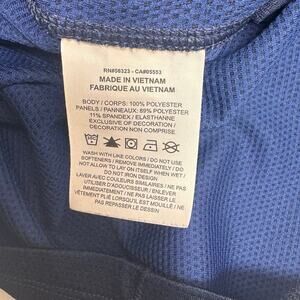 RN#56323 - CA#05553
MADE IN VIETNAM
FABRIQUE AU VIETNAM
BODY / CORPS: 100% POLYESTER
PANELS / PANNEAUX: 89% POLYESTER
11% SPANDEX / ELASTHANNE
EXCLUSIVE OF DECORATION /
DECORATION NON COMPRISE
WASH WITH LIKE COLORS / DO NOT USE
SOFTENERS / REMOVE IMMEDIATELY / DO
NOT ALLOW TO LAY ON ITSELF WHEN WET /
DO NOT IRON DESIGN
LAVER AVEC COULEURS SIMILAIRES / NE PAS
UTILISER D'ADOUCISSEUR / ENLEVER
IMMÉDIATEMENT / NE PAS LAISSER LE
VÊTEMENT PLIÉ LORSQU'IL EST MOUILLÉ / NE
PAS REPASSER LE DESSIN